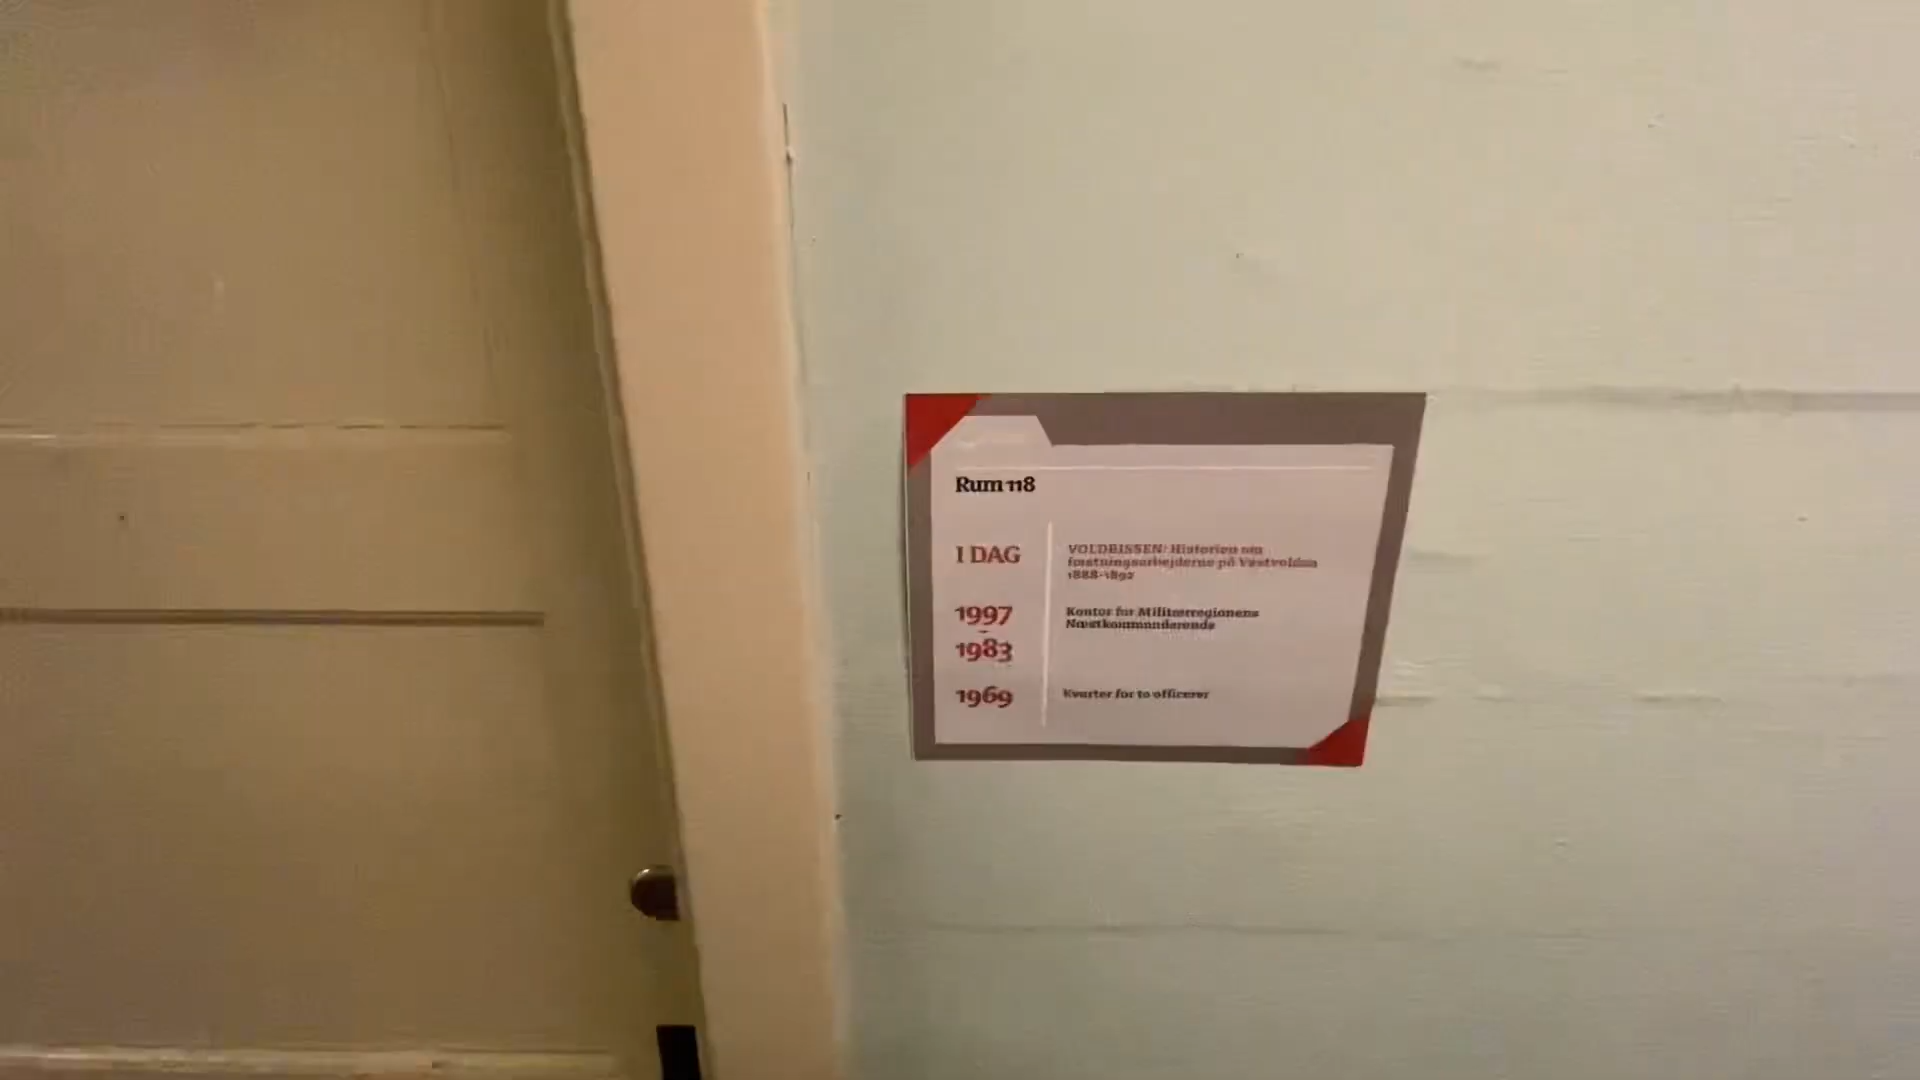 Rum 118
I DAG
VOLDBISSEN: Historien om
fæstningsarbejderne på Vestvolden
1888-1892
1997
-
1983
Kontor for Militærregionens
Næstkommanderende
1969
Kvarter for to officerer